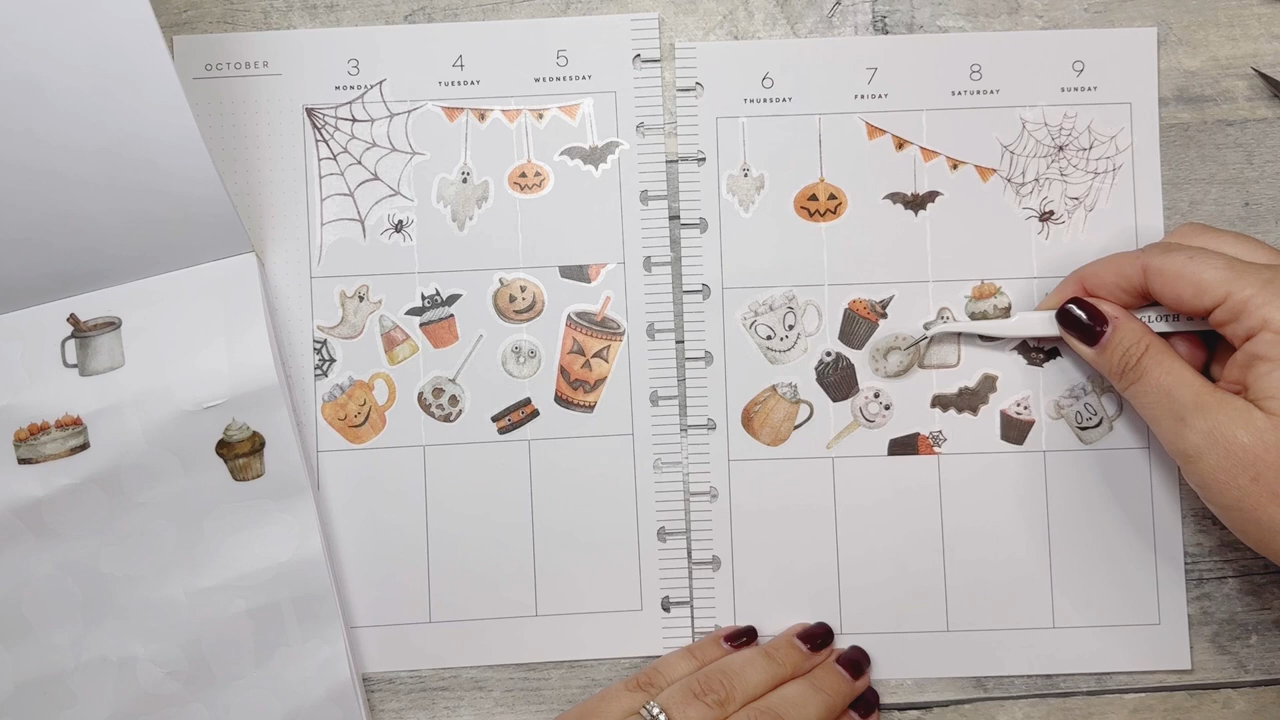 OCTOBER
3
MONDAY
4
TUESDAY
5
WEDNESDAY
6
THURSDAY
7
FRIDAY
8
SATURDAY
9
SUNDAY
CLOTH &